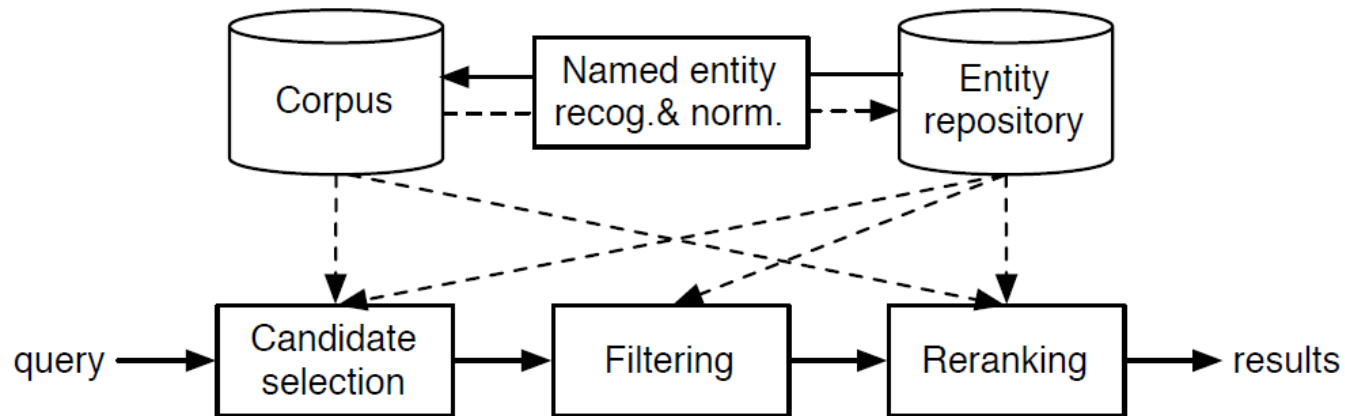 Corpus
Named entity
recog.& norm.
Entity
repository
query
Candidate
selection
Filtering
Reranking
results